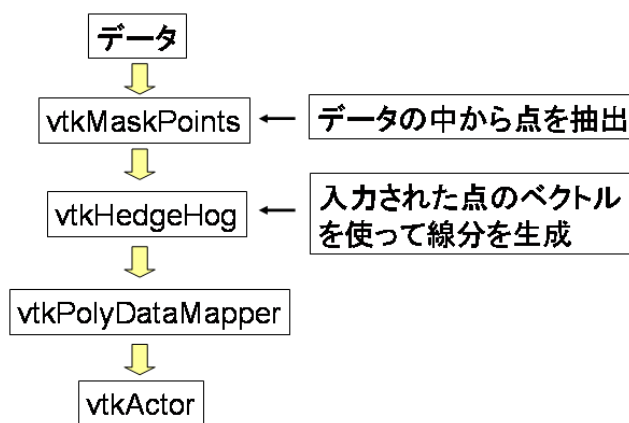 データ
vtkMaskPoints
データの中から点を抽出
vtkHedgeHog
入力された点のベクトル
を使って線分を生成
vtkPolyDataMapper
vtkActor